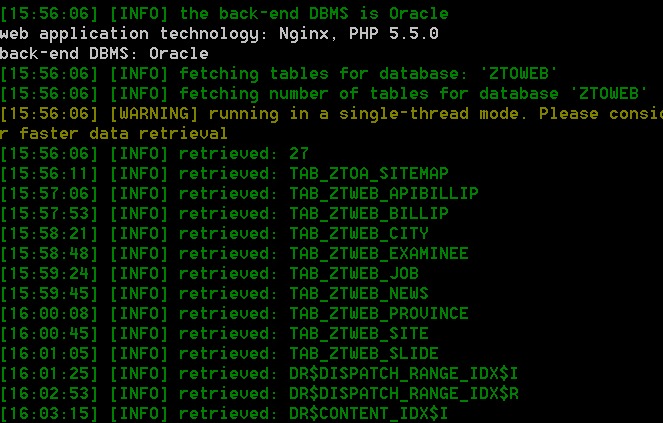 [15:56:06] [INFO] the back-end DBMS is Oracle
web application technology: Nginx, PHP 5.5.0
back-end DBMS: Oracle
[15:56:06] [INFO] fetching tables for database: 'ZTOWEB'
[15:56:06] [INFO] fetching number of tables for database 'ZTOWEB'
[15:56:06] [WARNING] running in a single-thread mode. Please consid
r faster data retrieval
[15:56:06] [INFO] retrieved: 27
[15:56:11] [INFO] retrieved: TAB_ZTOA_SITEMAP
[15:57:06] [INFO] retrieved: TAB_ZTWEB_APIBILLIP
[15:57:53] [INFO] retrieved: TAB_ZTWEB_BILLIP
[15:58:21] [INFO] retrieved: TAB_ZTWEB_CITY
[15:58:48] [INFO] retrieved: TAB_ZTWEB_EXAMINEE
[15:59:24] [INFO] retrieved: TAB_ZTWEB_JOB
[15:59:45] [INFO] retrieved: TAB_ZTWEB_NEWS
[16:00:08] [INFO] retrieved: TAB_ZTWEB_PROVINCE
[16:00:45] [INFO] retrieved: TAB_ZTWEB_SITE
[16:01:05] [INFO] retrieved: TAB_ZTWEB_SLIDE
[16:01:25] [INFO] retrieved: DR$DISPATCH_RANGE_IDX$I
[16:02:53] [INFO] retrieved: DR$DISPATCH_RANGE_IDX$R
[16:03:15] [INFO] retrieved: DR$CONTENT_IDX$I